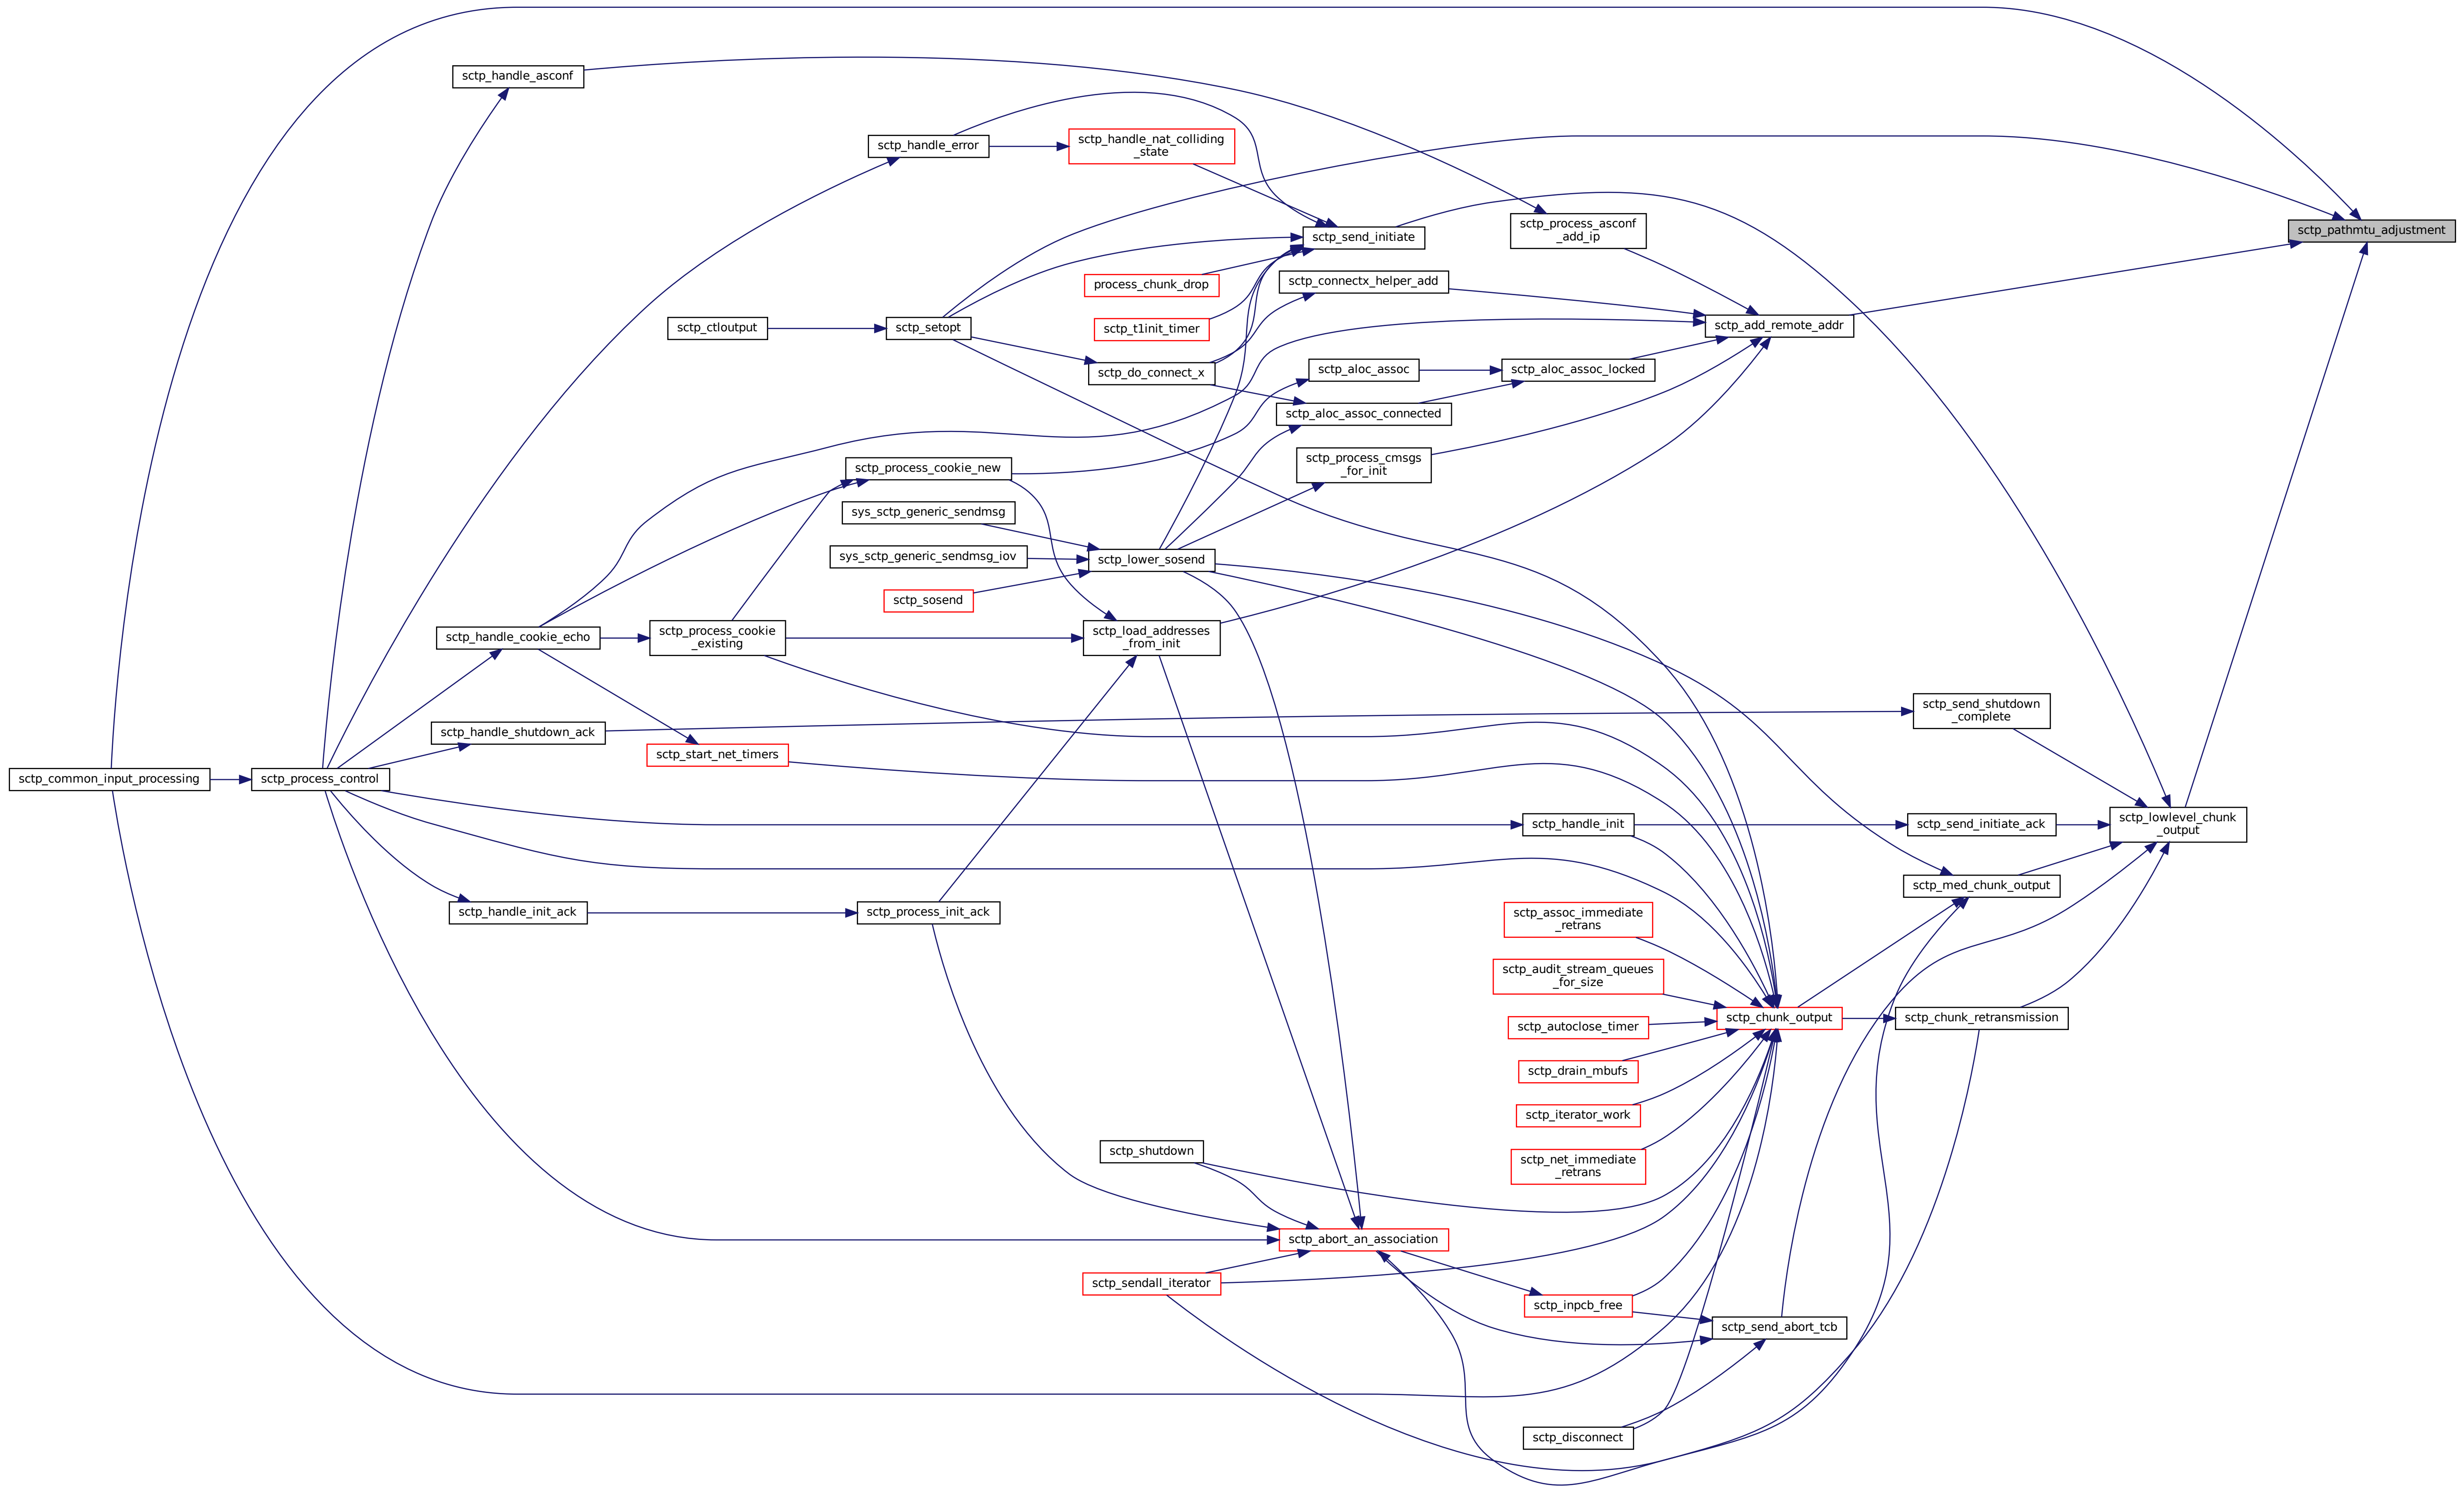 sctp_handle_asconf
sctp_handle_error
sctp_handle_nat_colliding
_state
sctp_process_asconf
_add_ip
sctp_pathmtu_adjustment
sctp_send_initiate
process_chunk_drop
sctp_connectx_helper_add
sctp_t1init_timer
sctp_ctloutput
sctp_setopt
sctp_add_remote_addr
sctp_do_connect_x
sctp_aloc_assoc
sctp_aloc_assoc_locked
sctp_aloc_assoc_connected
sctp_process_cookie_new
sctp_process_cmsgs
_for_init
sys_sctp_generic_sendmsg
sys_sctp_generic_sendmsg_iov
sctp_lower_sosend
sctp_sosend
sctp_handle_cookie_echo
sctp_process_cookie
_existing
sctp_load_addresses
_from_init
sctp_send_shutdown
_complete
sctp_handle_shutdown_ack
sctp_start_net_timers
sctp_common_input_processing
sctp_process_control
sctp_handle_init
sctp_send_initiate_ack
sctp_lowlevel_chunk
_output
sctp_med_chunk_output
sctp_handle_init_ack
sctp_process_init_ack
sctp_assoc_immediate
_retrans
sctp_audit_stream_queues
_for_size
sctp_chunk_output
sctp_chunk_retransmission
sctp_autoclose_timer
sctp_drain_mbufs
sctp_iterator_work
sctp_shutdown
sctp_net_immediate
_retrans
sctp_abort_an_association
sctp_sendall_iterator
sctp_inpcb_free
sctp_send_abort_tcb
sctp_disconnect